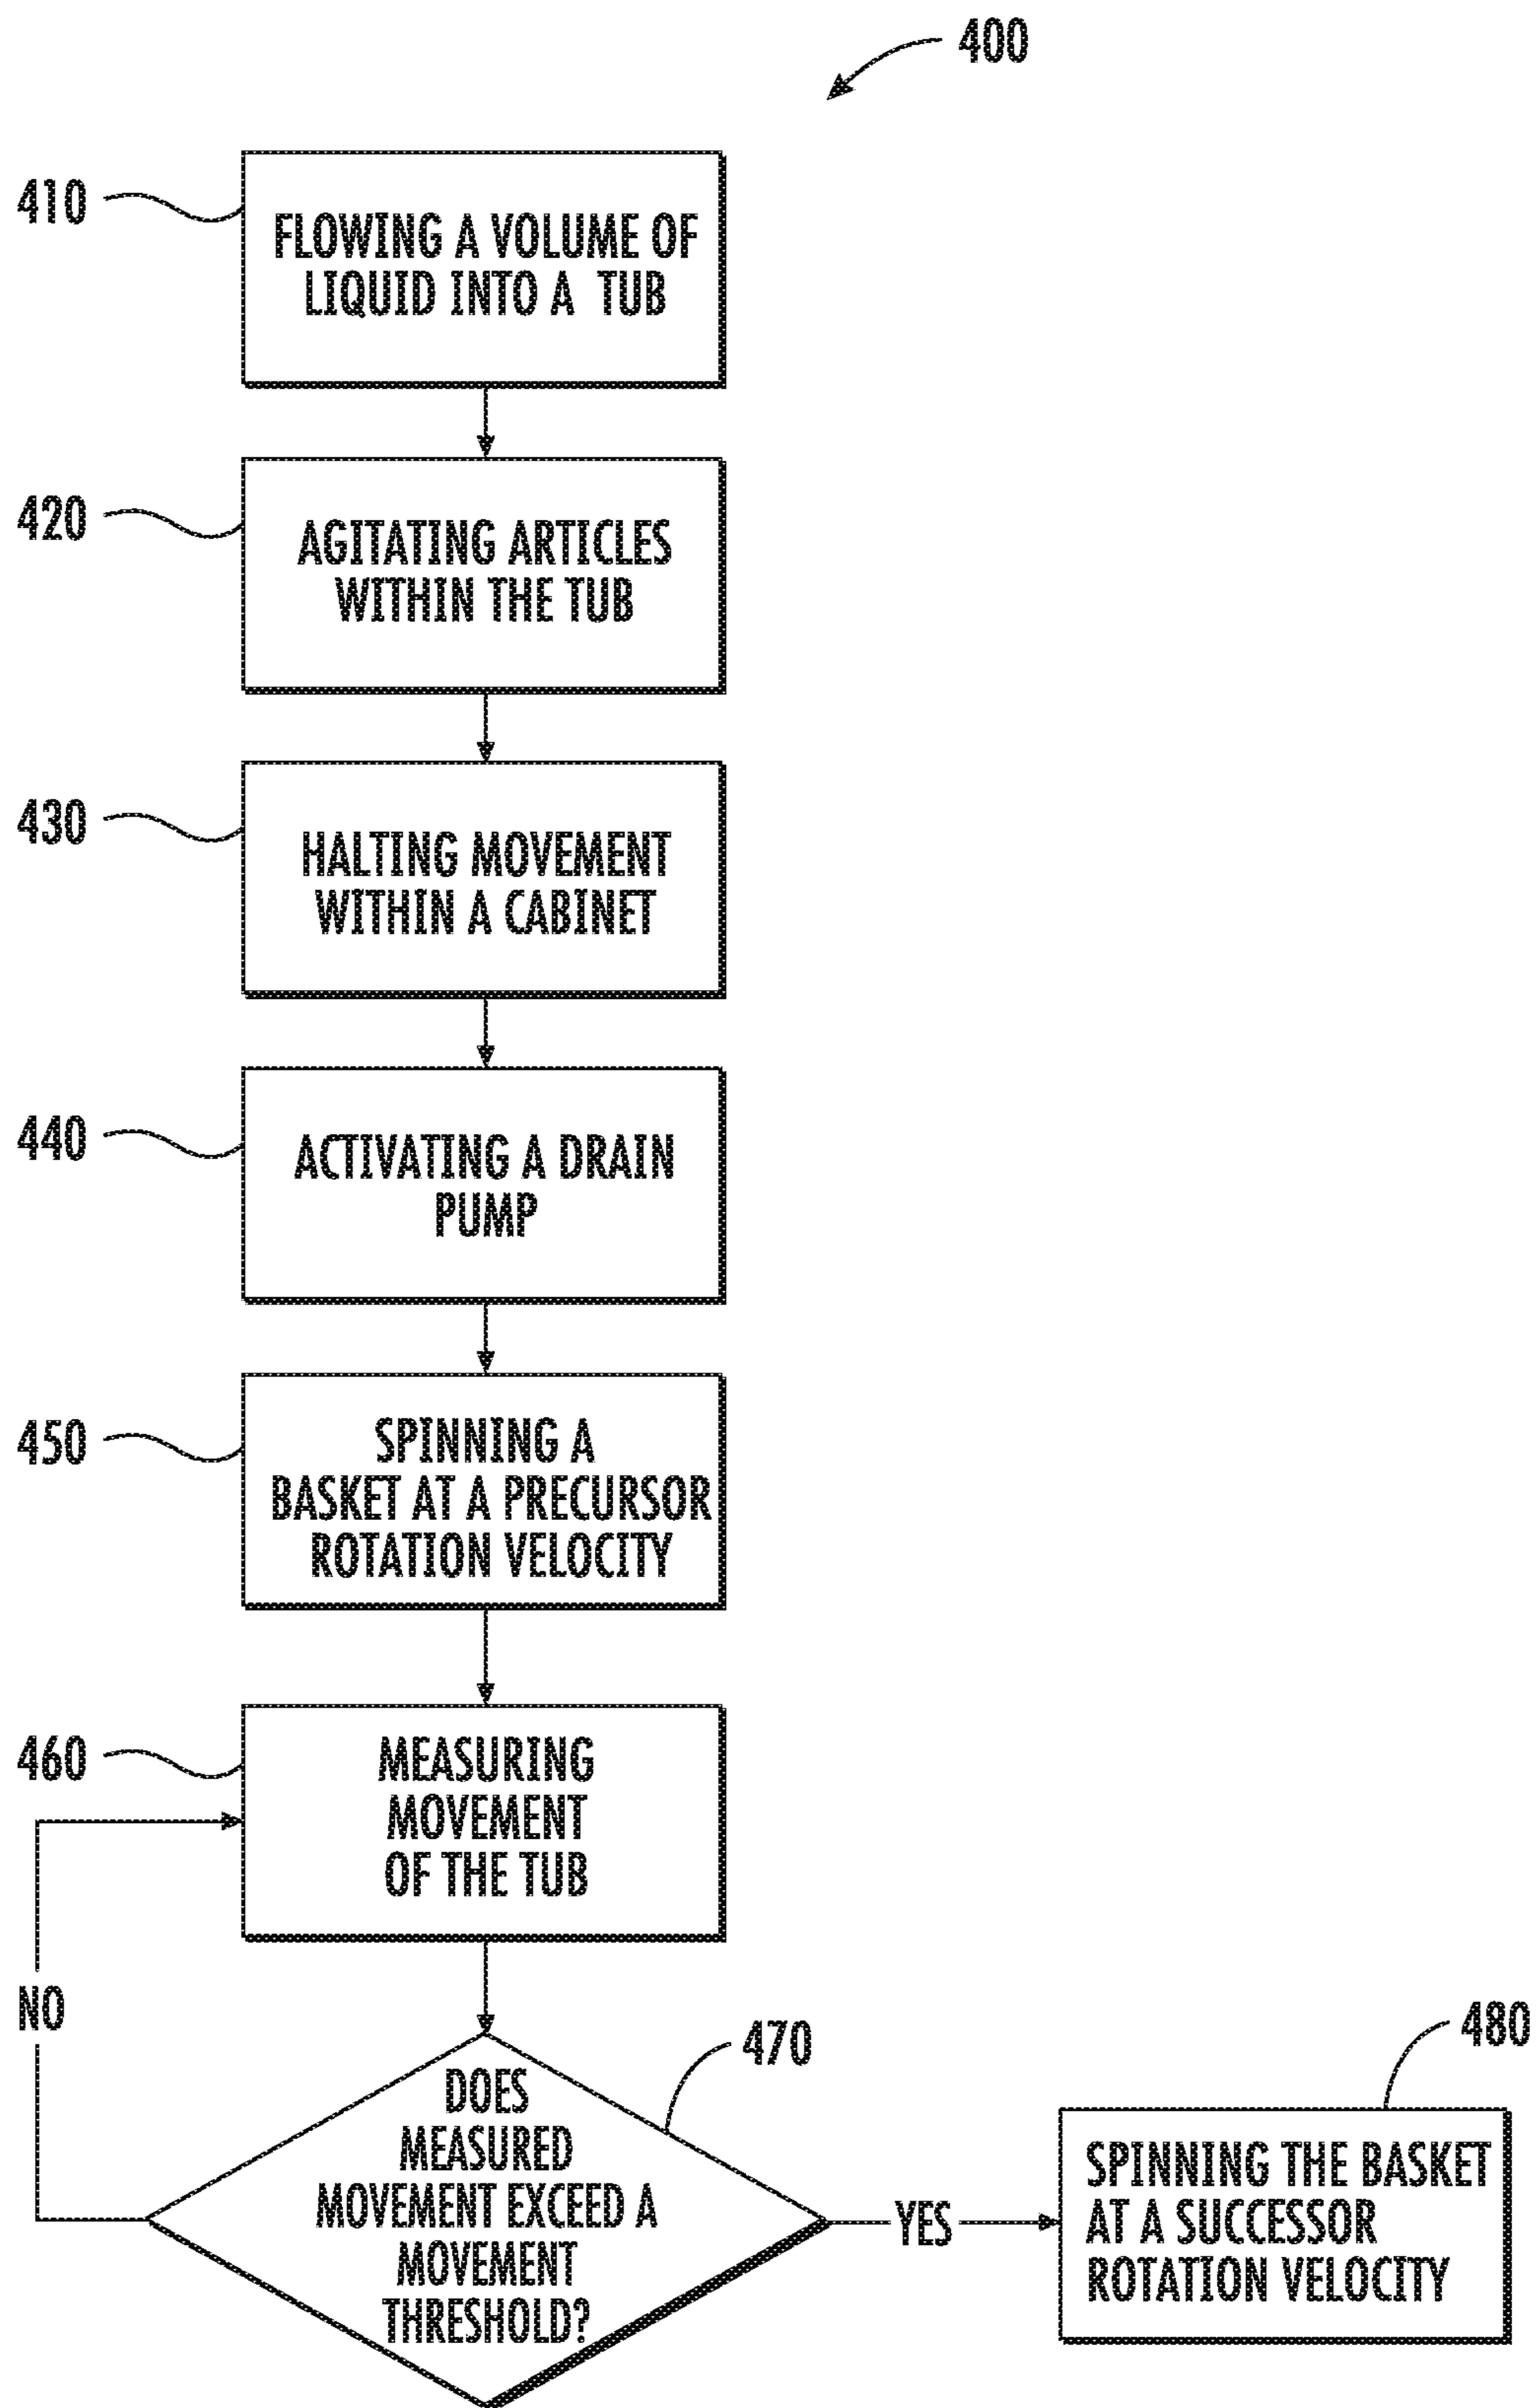 400
410
FLOWING A VOLUME OF
LIQUID INTO A TUB
420
AGITATING ARTICLES
WITHIN THE TUB
430
HALTING MOVEMENT
WITHIN A CABINET
440
ACTIVATING A DRAIN
PUMP
450
SPINNING A
BASKET AT A PRECURSOR
ROTATION VELOCITY
460
MEASURING
MOVEMENT
OF THE TUB
NO
470
DOES
MEASURED
MOVEMENT EXCEED A
MOVEMENT
THRESHOLD?
YES
480
SPINNING THE BASKET
AT A SUCCESSOR
ROTATION VELOCITY